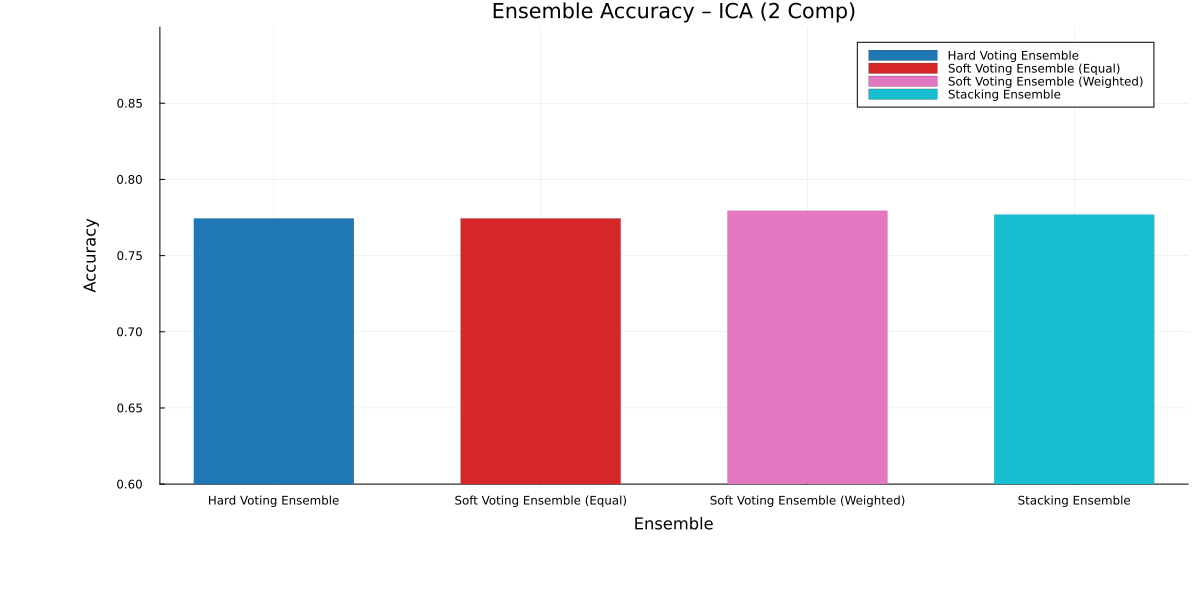 Ensemble Accuracy – ICA (2 Comp)
Hard Voting Ensemble
Soft Voting Ensemble (Equal)
Soft Voting Ensemble (Weighted)
Stacking Ensemble
0.85
0.80
0.75
0.70
0.65
0.60
Accuracy
Hard Voting Ensemble
Soft Voting Ensemble (Equal)
Soft Voting Ensemble (Weighted)
Stacking Ensemble
Ensemble